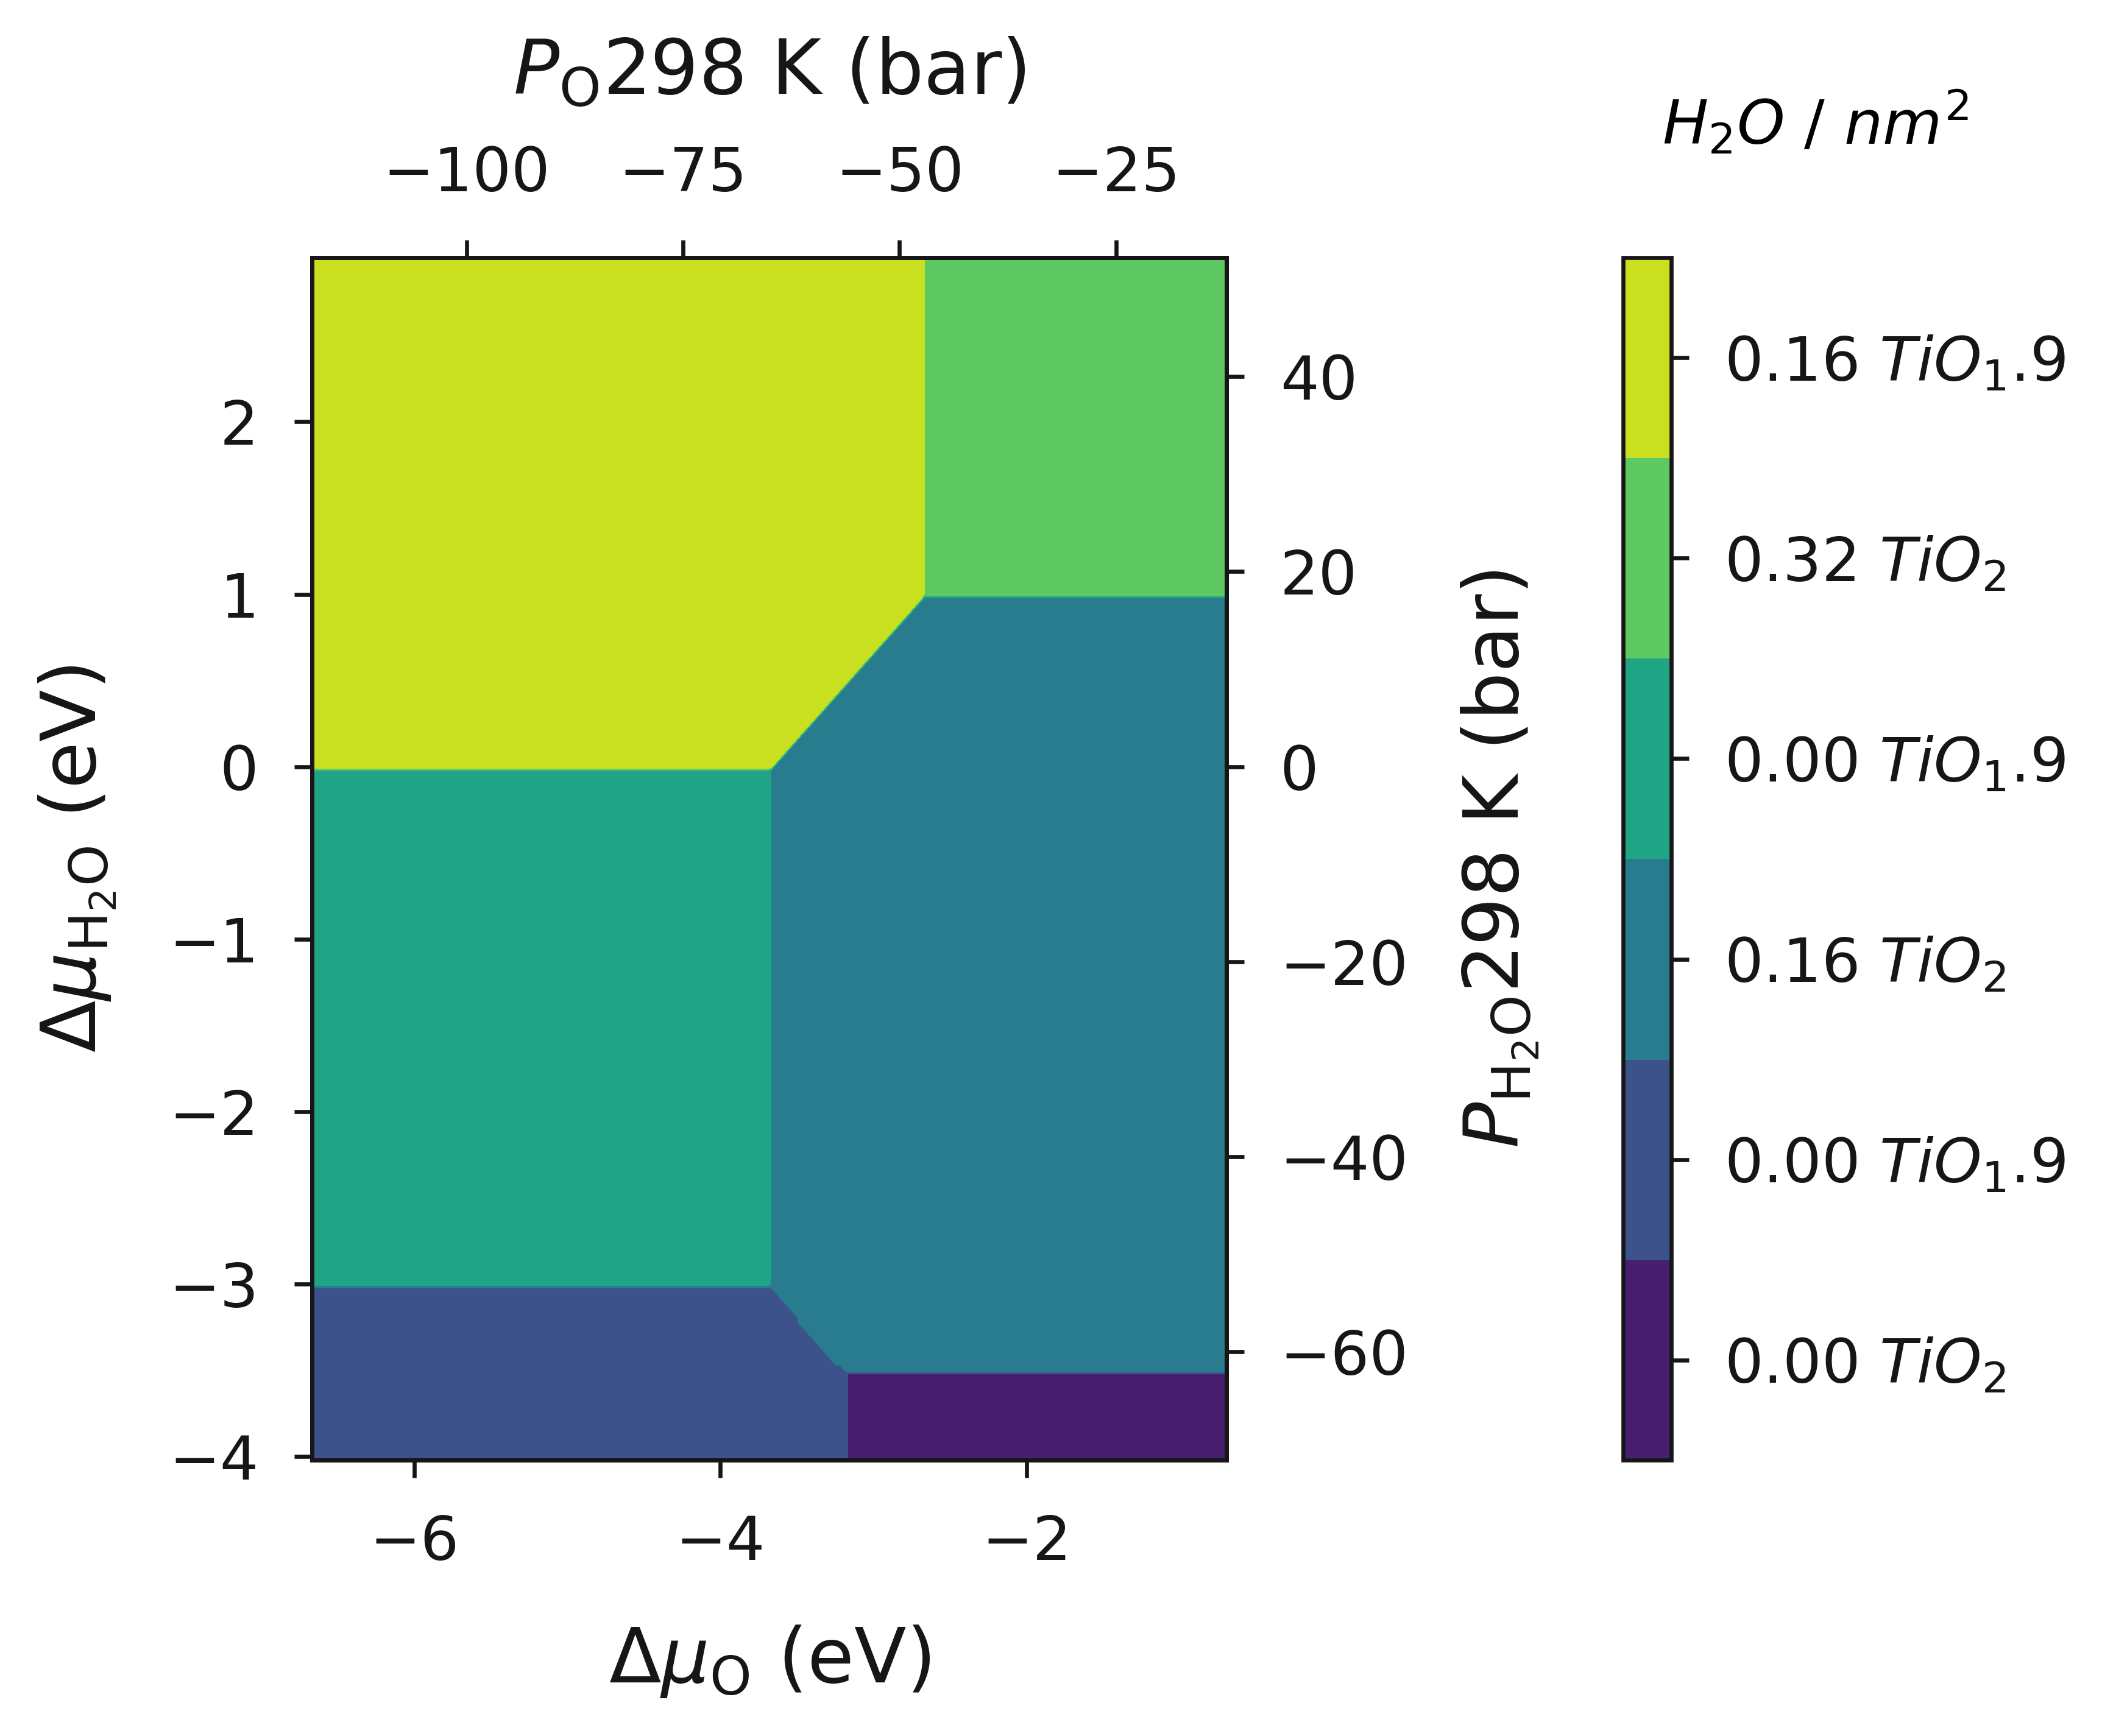 P_O298 K (bar)
−100 −75 −50 −25
H₂O / nm²
2
1
0
−1
−2
−3
−4
Δμ_H₂O (eV)
40
20
0
−20
−40
−60
P_H₂O298 K (bar)
0.16 TiO₁.9
0.32 TiO₂
0.00 TiO₁.9
0.16 TiO₂
0.00 TiO₁.9
0.00 TiO₂
−6 −4 −2
Δμ_O (eV)